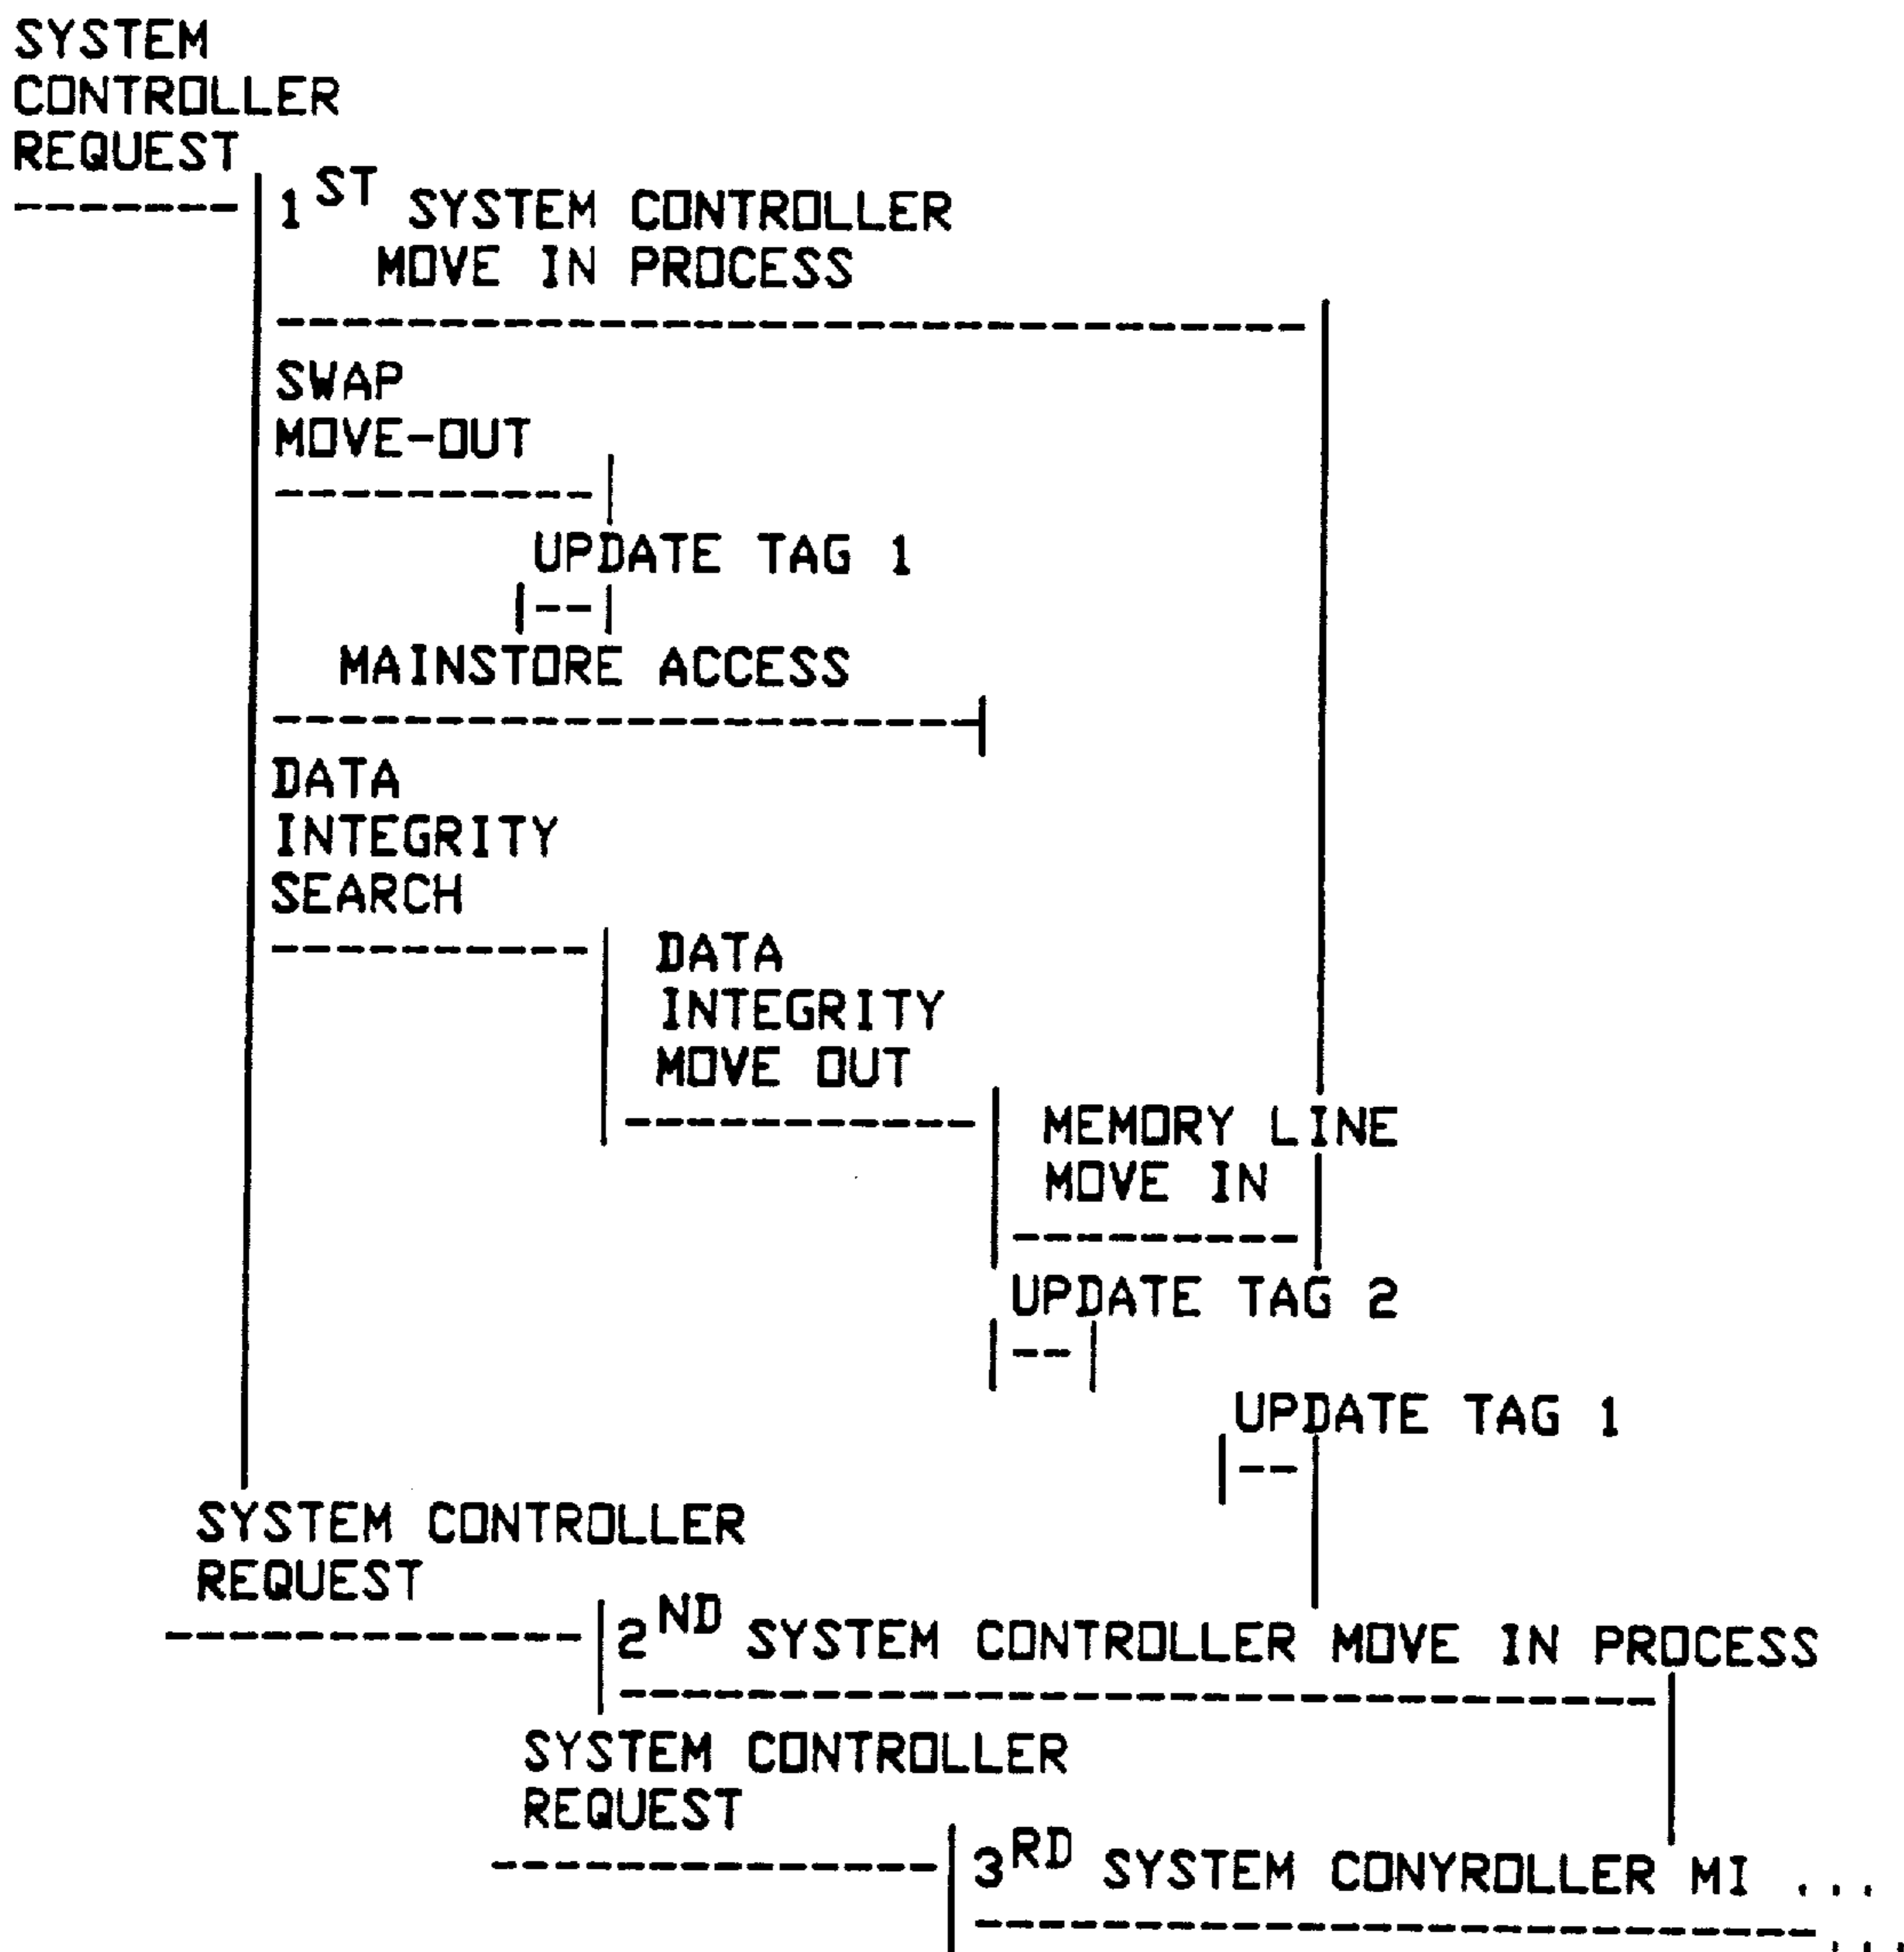 SYSTEM
CONTROLLER
REQUEST
1ST SYSTEM CONTROLLER
MOVE IN PROCESS
SWAP
MOVE-OUT
UPDATE TAG 1
MAINSTORE ACCESS
DATA
INTEGRITY
SEARCH
DATA
INTEGRITY
MOVE OUT
MEMORY LINE
MOVE IN
UPDATE TAG 2
UPDATE TAG 1
SYSTEM CONTROLLER
REQUEST
2ND SYSTEM CONTROLLER MOVE IN PROCESS
SYSTEM CONTROLLER
REQUEST
3RD SYSTEM CONYROLLER MI ...